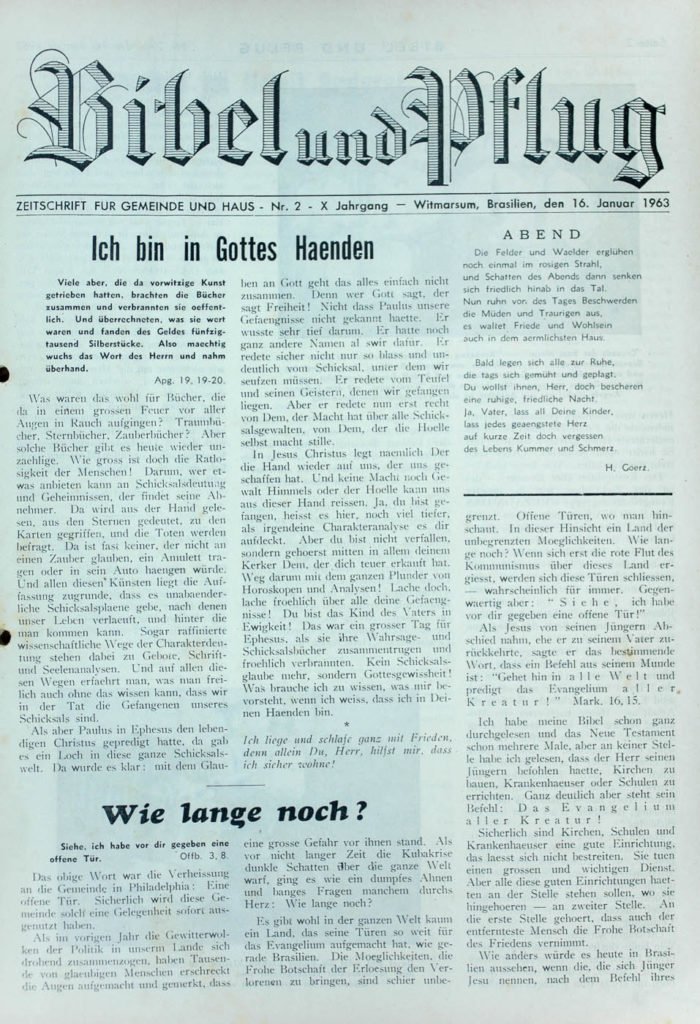 Bibel und Pflug
ZEITSCHRIFT FUR GEMEINDE UND HAUS - Nr. 2 - X Jahrgang — Witmarsum, Brasilien, den 16. Januar 1963
Ich bin in Gottes Haenden
Viele aber, die da vorwitzige Kunst
getrieben hatten, brachten die Bücher
zusammen und verbrannten sie oeffent-
lich. Und überrechneten, was sie wert
waren und fanden des Geldes fünfzig-
tausend Silberstücke. Also maechtig
wuchs das Wort des Herrn und nahm
überhand.
Apg. 19, 19-20.
Was waren das wohl für Bücher, die
da in einem grossen Feuer vor aller
Augen in Rauch aufgingen? Traumbü-
cher, Sternbücher, Zauberbücher? Aber
solche Bücher gibt es heute wieder un-
zaehlige. Wie gross ist doch die Ratlo-
sigkeit der Menschen! Darum, wer et-
was anbieten kann an Schicksalsdeutung
und Geheimnissen, der findet seine Ab-
nehmer. Da wird aus der Hand gele-
sen, aus den Sternen gedeutet, zu den
Karten gegriffen, und die Toten werden
befragt. Da ist fast keiner, der nicht an
einen Zauber glauben, ein Amulett tra-
gen oder in sein Auto haengen würde.
Und allen diesen Künsten liegt die Auf-
fassung zugrunde, dass es unabaender-
liche Schicksalsplaene gebe, nach denen
unser Leben verlaeuft, und hinter die
man kommen kann. Sogar raffinierte
wissenschaftliche Wege der Charakterdeu-
tung stehen dabei zu Gebote, Schrift-
und Seelenanalysen. Und auf allen die-
sen Wegen erfaehrt man, was man frei-
lich auch ohne das wissen kann, dass wir
in der Tat die Gefangenen unseres
Schicksals sind.
Als aber Paulus in Ephesus den leben-
digen Christus gepredigt hatte, da gab
es ein Loch in diese ganze Schicksals-
welt. Da wurde es klar: mit dem Glau-
ben an Gott geht das alles einfach nicht
zusammen. Denn wer Gott sagt, der
sagt Freiheit! Nicht dass Paulus unsere
Gefaengnisse nicht gekannt haette. Er
wusste sehr tief darum. Er hatte noch
ganz andere Namen al swir dafür. Er
redete sicher nicht nur so blass und un-
deutlich vom Schicksal, unter dem wir
seufzen müssen. Er redete vom Teufel
und seinen Geistern, denen wir gefangen
liegen. Aber er redete nun erst recht
von Dem, der Macht hat über alle Schick-
salsgewalten, von Dem, der die Hoelle
selbst macht stille.
In Jesus Christus legt naemlich Der
die Hand wieder auf uns, der uns ge-
schaffen hat. Und keine Macht noch Ge-
walt Himmels oder der Hoelle kann uns
aus dieser Hand reissen. Ja, du bist ge-
fangen, heisst es hier, noch viel tiefer,
als irgendeine Charakteranalyse es dir
aufdeckt. Aber du bist nicht verfallen,
sondern gehoerst mitten in allem deinem
Kerker Dem, der dich teuer erkauft hat.
Weg darum mit dem ganzen Plunder von
Horoskopen und Analysen! Lache doch,
lache froehlich über alle deine Gefaeng-
nisse! Du bist das Kind des Vaters in
Ewigkeit! Das war ein grosser Tag für
Ephesus, als sie ihre Wahrsage- und
Schicksalsbücher zusammentrugen und
froehlich verbrannten. Kein Schicksals-
glaube mehr, sondern Gottesgewissheit!
Was brauche ich zu wissen, was mir be-
vorsteht, wenn ich weiss, dass ich in Dei-
nen Haenden bin.
*
Ich liege und schlafe ganz mit Frieden,
denn allein Du, Herr, hilfst mir, dass
ich sicher wohne!
ABEND
Die Felder und Waelder erglühen
noch einmal im rosigen Strahl,
und Schatten des Abends dann senken
sich friedlich hinab in das Tal.
Nun ruhn von des Tages Beschwerden
die Müden und Traurigen aus,
es waltet Friede und Wohlsein
auch in dem aermlichsten Haus.
Bald legen sich alle zur Ruhe,
die tags sich gemüht und geplagt.
Du wollst ihnen, Herr, doch bescheren
eine ruhige, friedliche Nacht.
Ja, Vater, lass all Deine Kinder,
lass jedes geaengstete Herz
auf kurze Zeit doch vergessen
des Lebens Kummer und Schmerz.
H. Goerz.
Wie lange noch?
Siehe, ich habe vor dir gegeben eine
offene Tür. Offb. 3, 8.
Das obige Wort war die Verheissung
an die Gemeinde in Philadelphia: Eine
offene Tür. Sicherlich wird diese Ge-
meinde solch eine Gelegenheit sofort aus-
genutzt haben.
Als im vorigen Jahr die Gewitterwol-
ken der Politik in unserm Lande sich
drohend zusammenzogen, haben Tausen-
de von glaeubigen Menschen erschreckt
die Augen aufgemacht und gemerkt, dass
eine grosse Gefahr vor ihnen stand. Als
vor nicht langer Zeit die Kubakrise
dunkle Schatten über die ganze Welt
warf, ging es wie ein dumpfes Ahnen
und banges Fragen manchem durchs
Herz: Wie lange noch?
Es gibt wohl in der ganzen Welt kaum
ein Land, das seine Türen so weit für
das Evangelium aufgemacht hat, wie ge-
rade Brasilien. Die Moeglichkeiten, die
Frohe Botschaft der Erloesung den Ver-
lorenen zu bringen, sind schier unbe-
grenzt. Offene Türen, wo man hin-
schaut. In dieser Hinsicht ein Land der
unbegrenzten Moeglichkeiten. Wie lan-
ge noch? Wenn sich erst die rote Flut des
Kommunismus über dieses Land er-
giesst, werden sich diese Türen schliessen,
— wahrscheinlich für immer. Gegen-
waertig aber: "Siehe, ich habe
vor dir gegeben eine offene Tür!"
Als Jesus von seinen Jüngern Ab-
schied nahm, ehe er zu seinem Vater zu-
rückkehrte, sagte er das bestimmende
Wort, dass ein Befehl aus seinem Munde
ist: "Gehet hin in alle Welt und
predigt das Evangelium aller
Kreatur!" Mark. 16, 15.
Ich habe meine Bibel schon ganz
durchgelesen und das Neue Testament
schon mehrere Male, aber an keiner Stel-
le habe ich gelesen, dass der Herr seinen
Jüngern befohlen haette, Kirchen zu
bauen, Krankenhaeuser oder Schulen zu
errichten. Ganz deutlich aber steht sein
Befehl: Das Evangelium
aller Kreatur!
Sicherlich sind Kirchen, Schulen und
Krankenhaeuser eine gute Einrichtung,
das laesst sich nicht bestreiten. Sie tuen
einen grossen und wichtigen Dienst.
Aber alle diese guten Einrichtungen haet-
ten an der Stelle stehen sollen, wo sie
hingehoeren — an zweiter Stelle. An
die erste Stelle gehoert, dass auch der
entfernteste Mensch die Frohe Botschaft
des Friedens vernimmt.
Wie anders würde es heute in Brasi-
lien aussehen, wenn die, die sich Jünger
Jesu nennen, nach dem Befehl ihres